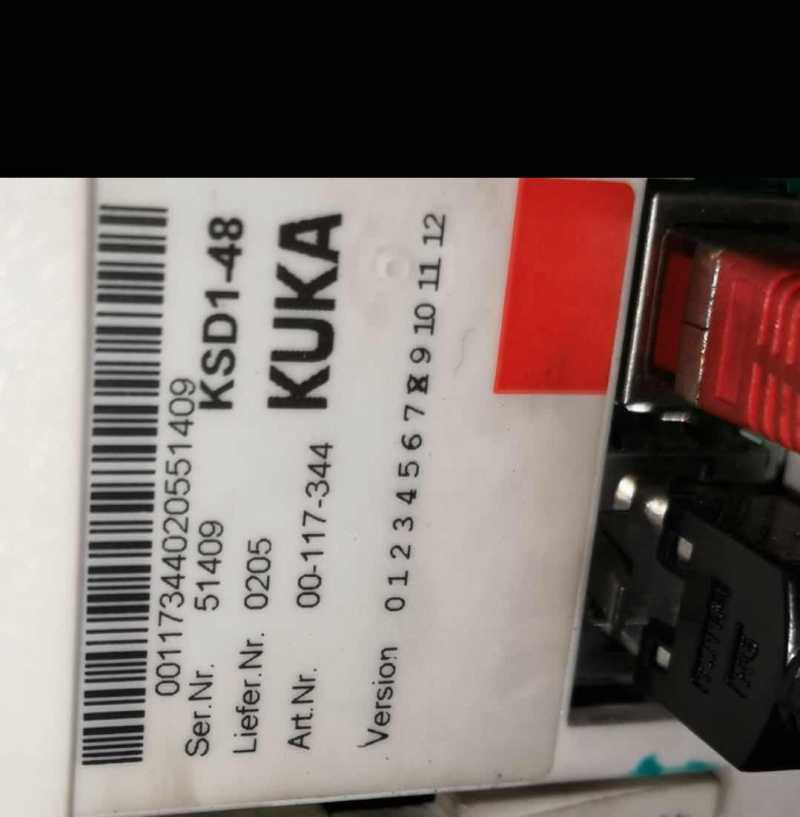 00117344020551409
Ser.Nr. 51409 KSD1-48
Liefer.Nr. 0205
Art.Nr. 00-117-344 KUKA
Version 0 1 2 3 4 5 6 7 8 9 10 11 12